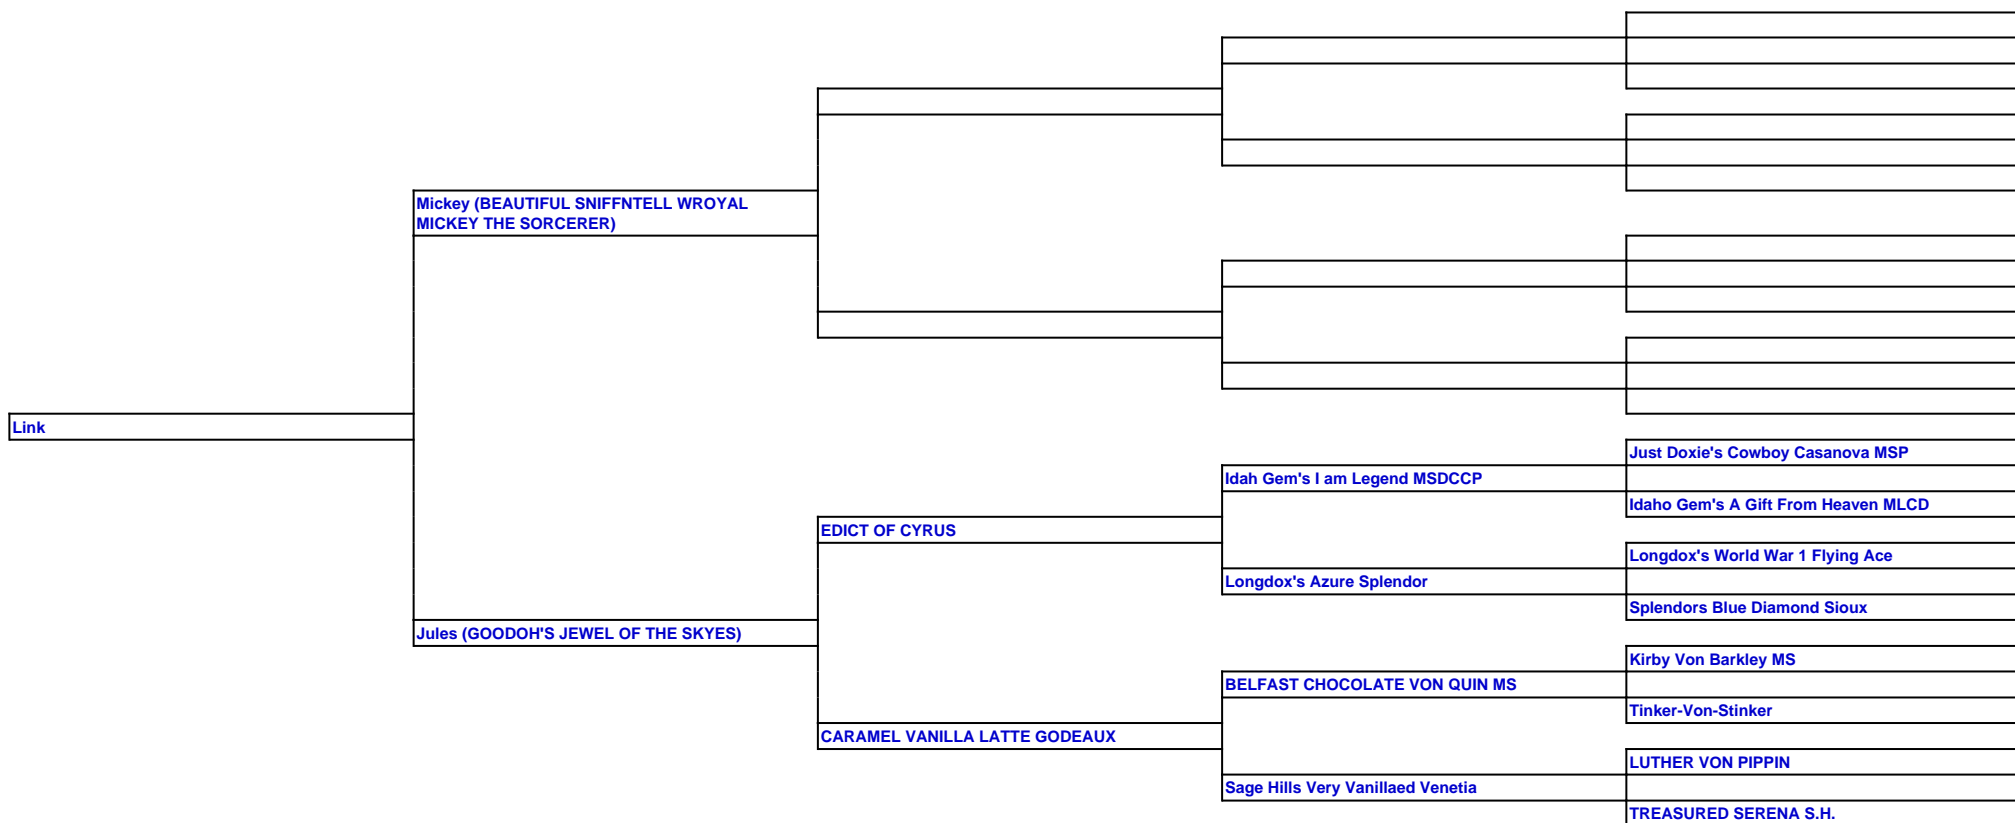 Mickey (BEAUTIFUL SNIFFNTELL WROYAL
MICKEY THE SORCERER)
Link
Just Doxie's Cowboy Casanova MSP
Idah Gem's I am Legend MSDCCP
Idaho Gem's A Gift From Heaven MLCD
EDICT OF CYRUS
Longdox's World War 1 Flying Ace
Longdox's Azure Splendor
Splendors Blue Diamond Sioux
Jules (GOODOH'S JEWEL OF THE SKYES)
Kirby Von Barkley MS
BELFAST CHOCOLATE VON QUIN MS
Tinker-Von-Stinker
CARAMEL VANILLA LATTE GODEAUX
LUTHER VON PIPPIN
Sage Hills Very Vanillaed Venetia
TREASURED SERENA S.H.